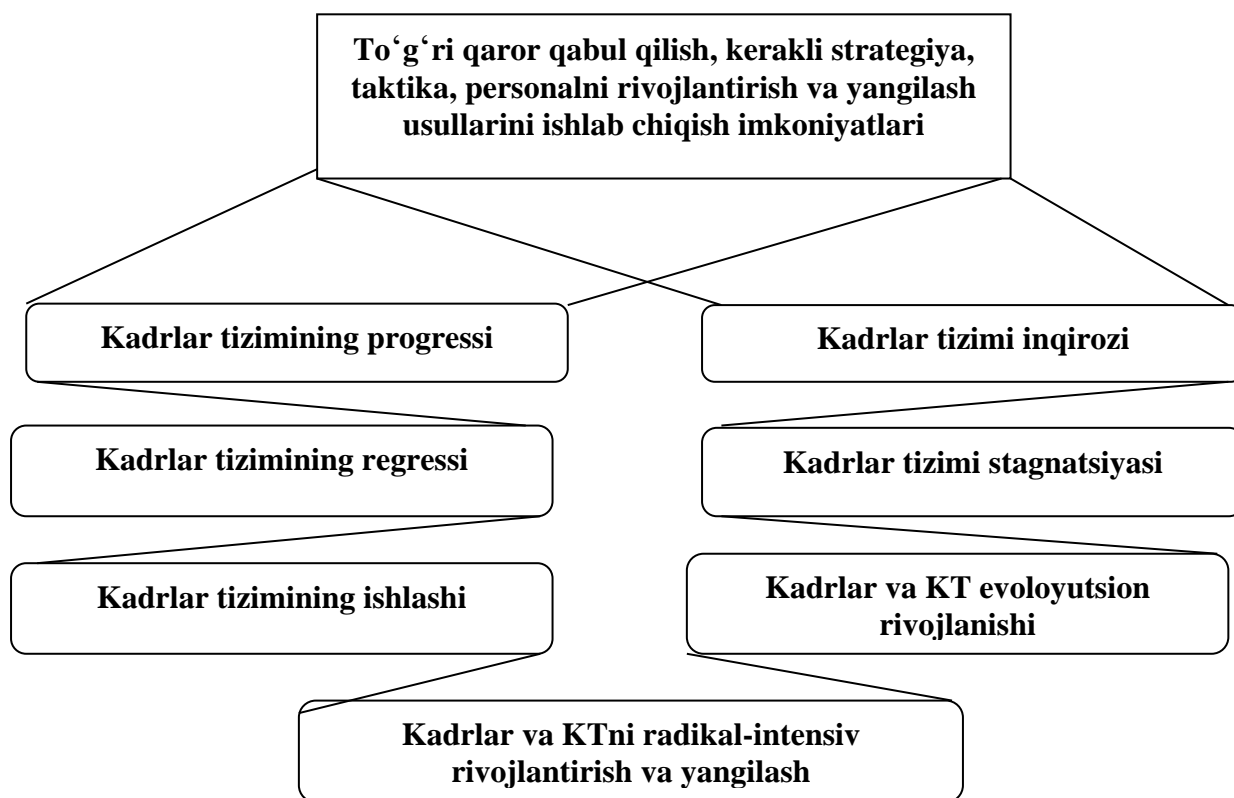 To‘g‘ri qaror qabul qilish, kerakli strategiya,
taktika, personalni rivojlantirish va yangilash
usullarini ishlab chiqish imkoniyatlari
Kadrlar tizimining progressi
Kadrlar tizimi inqirozi
Kadrlar tizimining regressi
Kadrlar tizimi stagnatsiyasi
Kadrlar tizimining ishlashi
Kadrlar va KT evoloyutsion
rivojlanishi
Kadrlar va KTni radikal-intensiv
rivojlantirish va yangilash